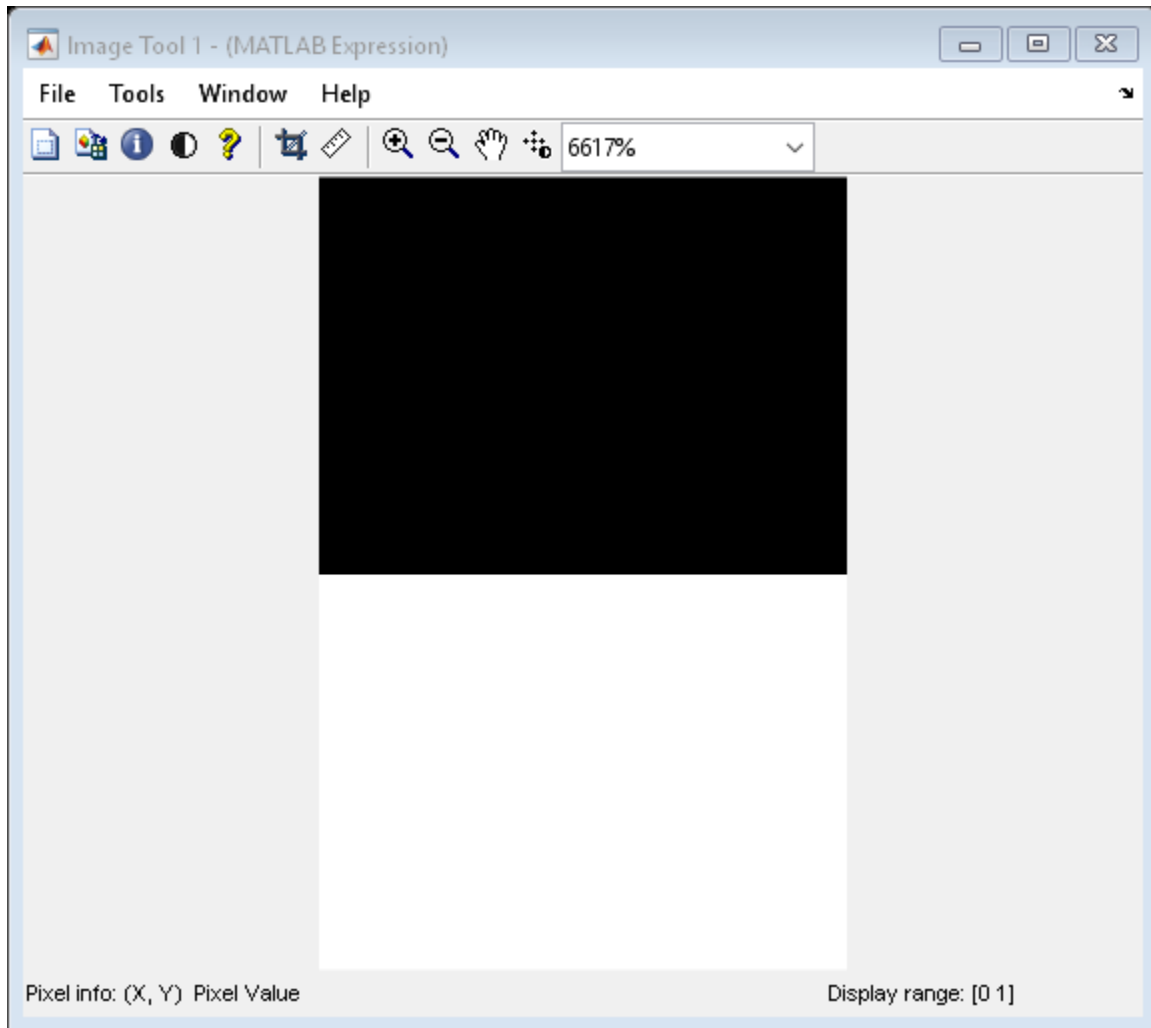 Image Tool 1 - (MATLAB Expression)
File Tools Window Help
6617%
Pixel info: (X, Y) Pixel Value
Display range: [0 1]